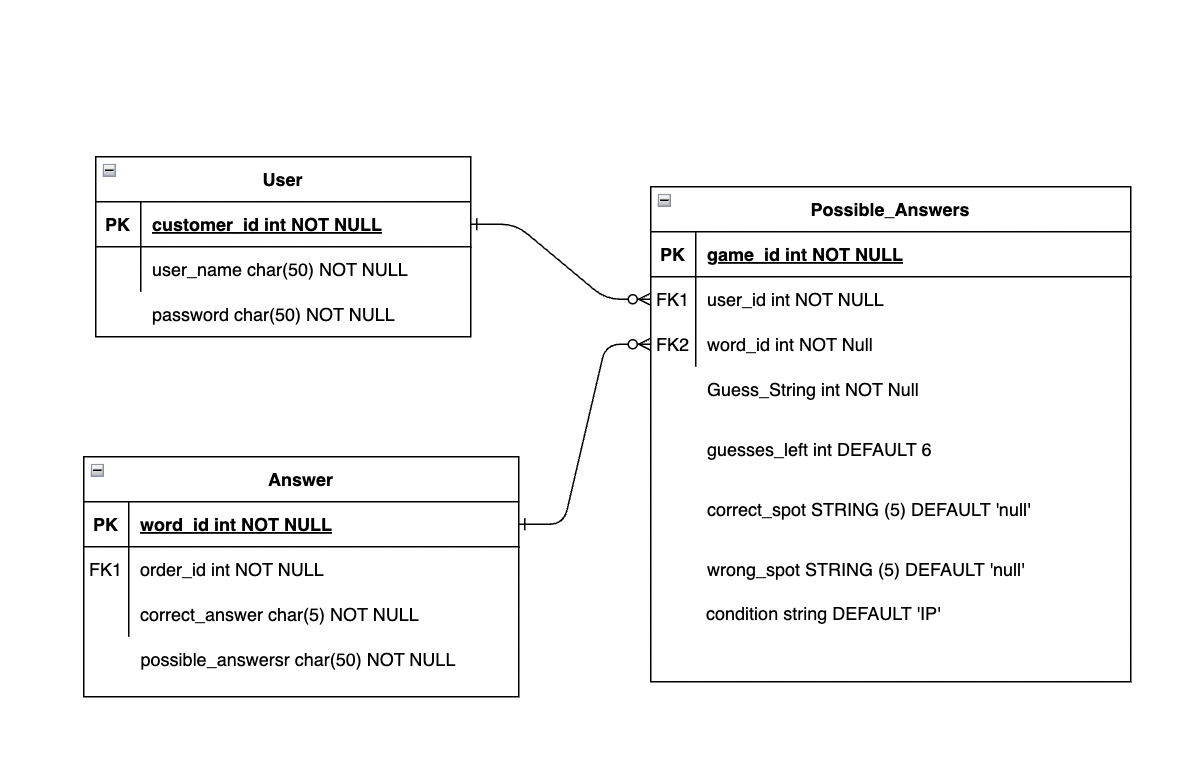 User
PK customer_id int NOT NULL
user_name char(50) NOT NULL
password char(50) NOT NULL
Possible_Answers
PK game_id int NOT NULL
FK1 user_id int NOT NULL
FK2 word_id int NOT Null
Guess_String int NOT Null
guesses_left int DEFAULT 6
correct_spot STRING (5) DEFAULT 'null'
wrong_spot STRING (5) DEFAULT 'null'
condition string DEFAULT 'IP'
Answer
PK word_id int NOT NULL
FK1 order_id int NOT NULL
correct_answer char(5) NOT NULL
possible_answersr char(50) NOT NULL